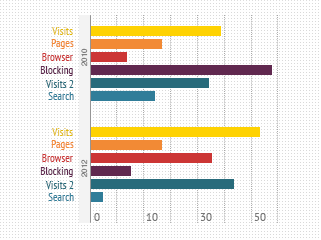 Visits
Pages
Browser
Blocking
Visits 2
Search
2010
Visits
Pages
Browser
Blocking
Visits 2
Search
2012
0 10 30 50